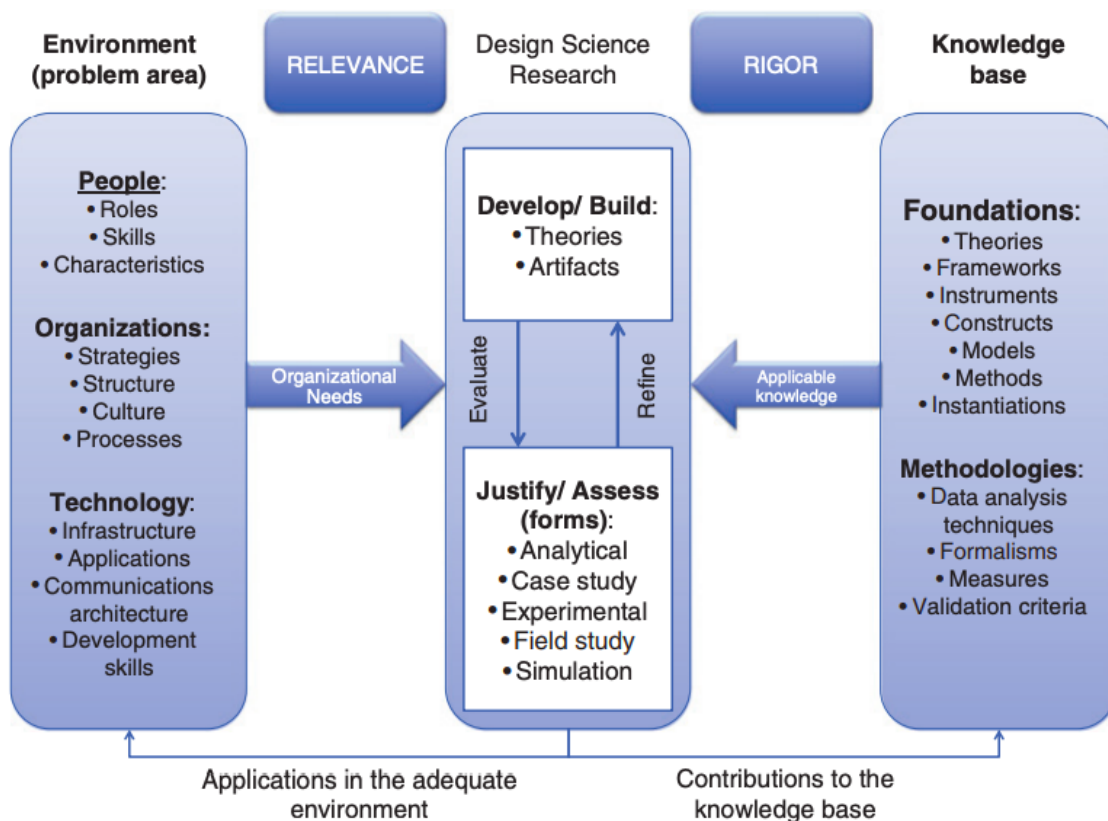 Environment
(problem area)
RELEVANCE
Design Science
Research
RIGOR
Knowledge
base
People:
• Roles
• Skills
• Characteristics
Organizations:
• Strategies
• Structure
• Culture
• Processes
Technology:
• Infrastructure
• Applications
• Communications
architecture
• Development
skills
Organizational
Needs
Develop/ Build:
• Theories
• Artifacts
Evaluate
Refine
Justify/ Assess
(forms):
• Analytical
• Case study
• Experimental
• Field study
• Simulation
Applicable
knowledge
Foundations:
• Theories
• Frameworks
• Instruments
• Constructs
• Models
• Methods
• Instantiations
Methodologies:
• Data analysis
techniques
• Formalisms
• Measures
• Validation criteria
Applications in the adequate
environment
Contributions to the
knowledge base